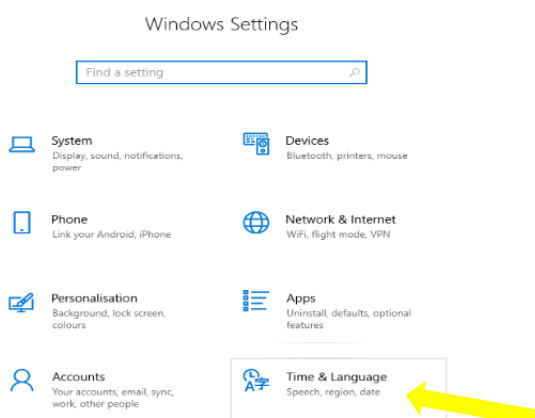 Windows Settings
Find a setting
System
Display, sound, notifications,
power
Devices
Bluetooth, printers, mouse
Phone
Link your Android, iPhone
Network & Internet
WiFi, flight mode, VPN
Personalisation
Background, lock screen,
colours
Apps
Uninstall, defaults, optional
features
Accounts
Your accounts, email, sync,
work, other people
Time & Language
Speech, region, date